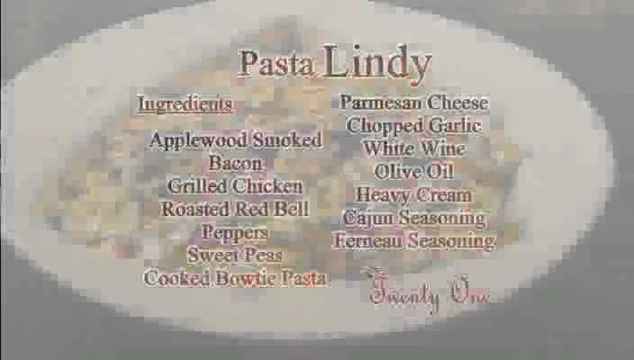 Pasta Lindy
Ingredients
Applewood Smoked
Bacon
Grilled Chicken
Roasted Red Bell
Peppers
Sweet Peas
Cooked Bowtie Pasta
Parmesan Cheese
Chopped Garlic
White Wine
Olive Oil
Heavy Cream
Cajun Seasoning
Ferneau Seasoning
Twenty One